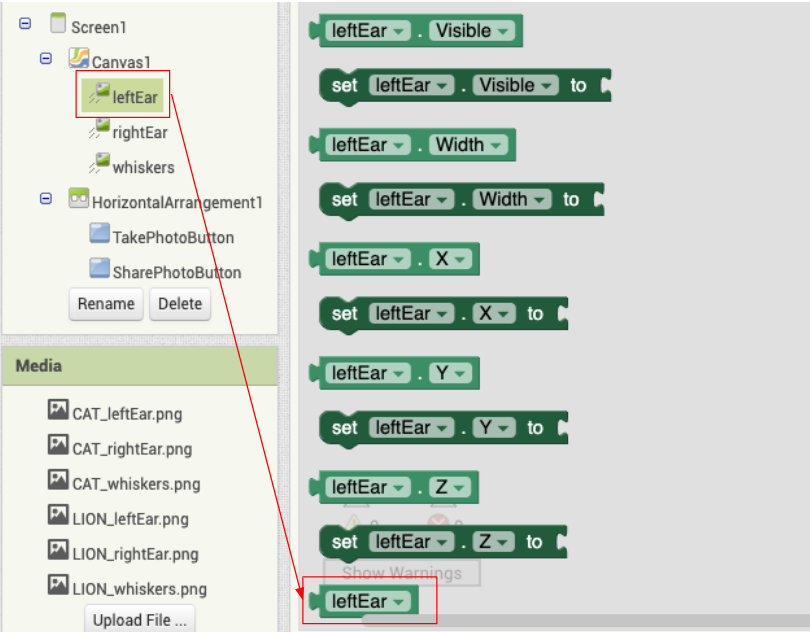 Screen1
Canvas1
leftEar
rightEar
whiskers
HorizontalArrangement1
TakePhotoButton
SharePhotoButton
Rename Delete
Media
CAT_leftEar.png
CAT_rightEar.png
CAT_whiskers.png
LION_leftEar.png
LION_rightEar.png
LION_whiskers.png
Upload File ...
leftEar . Visible
set leftEar . Visible to
leftEar . Width
set leftEar . Width to
leftEar . X
set leftEar . X to
leftEar . Y
set leftEar . Y to
leftEar . Z
set leftEar . Z to
Show Warnings
leftEar